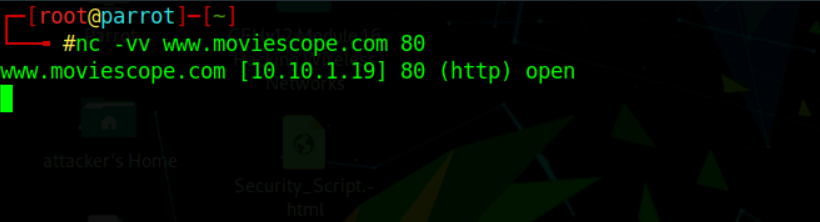 ┌─[root@parrot]─[~]
└──╼ #nc -vv www.moviescope.com 80
www.moviescope.com [10.10.1.19] 80 (http) open
Networks
attacker's Home
Security_Script.-
html